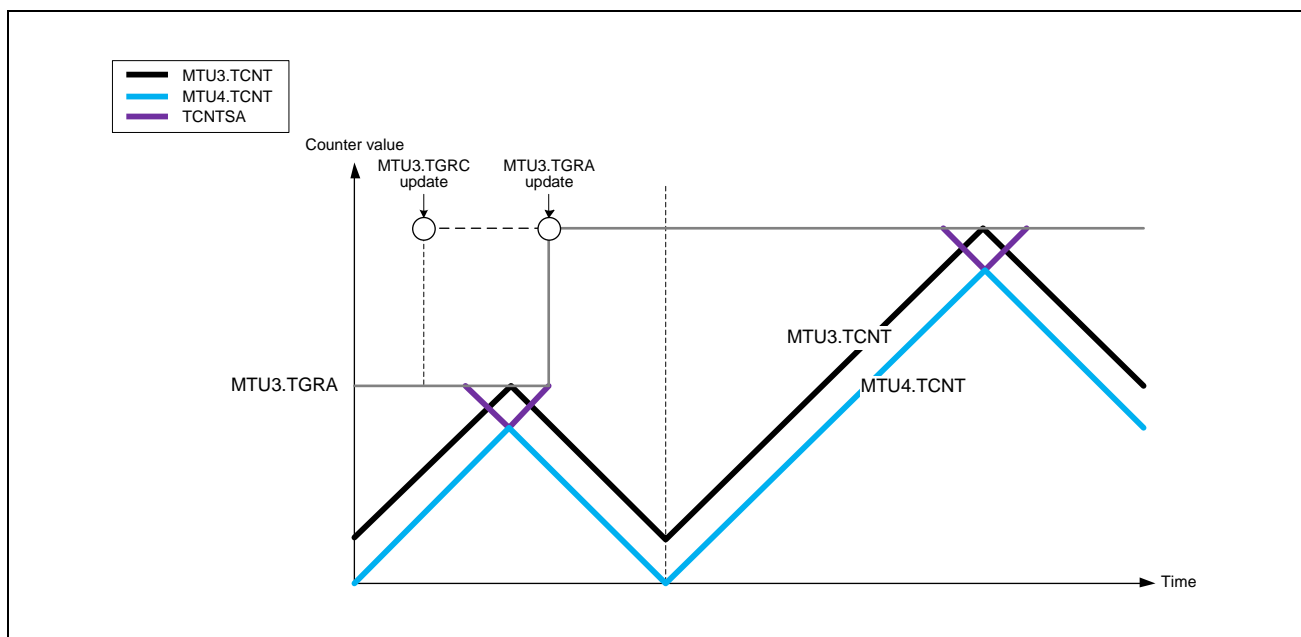 MTU3.TCNT
MTU4.TCNT
TCNTSA
Counter value
MTU3.TGRC
update
MTU3.TGRA
update
MTU3.TCNT
MTU3.TGRA
MTU4.TCNT
Time